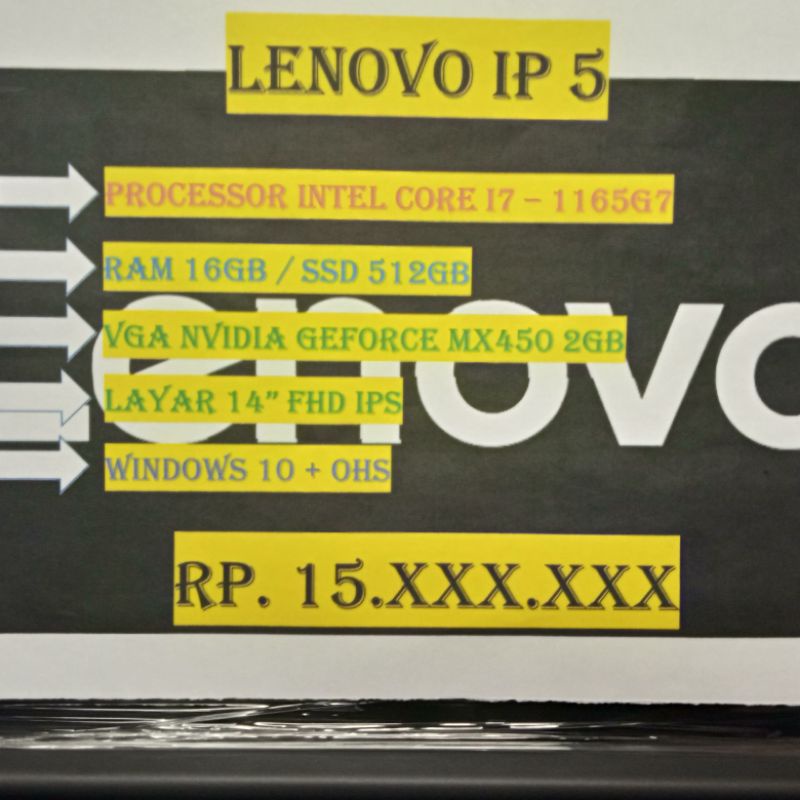 LENOVO IP 5
PROCESSOR INTEL CORE I7 – 1165G7
RAM 16GB / SSD 512GB
VGA NVIDIA GEFORCE MX450 2GB
LAYAR 14” FHD IPS
WINDOWS 10 + OHS
Lenovo
RP. 15.XXX.XXX